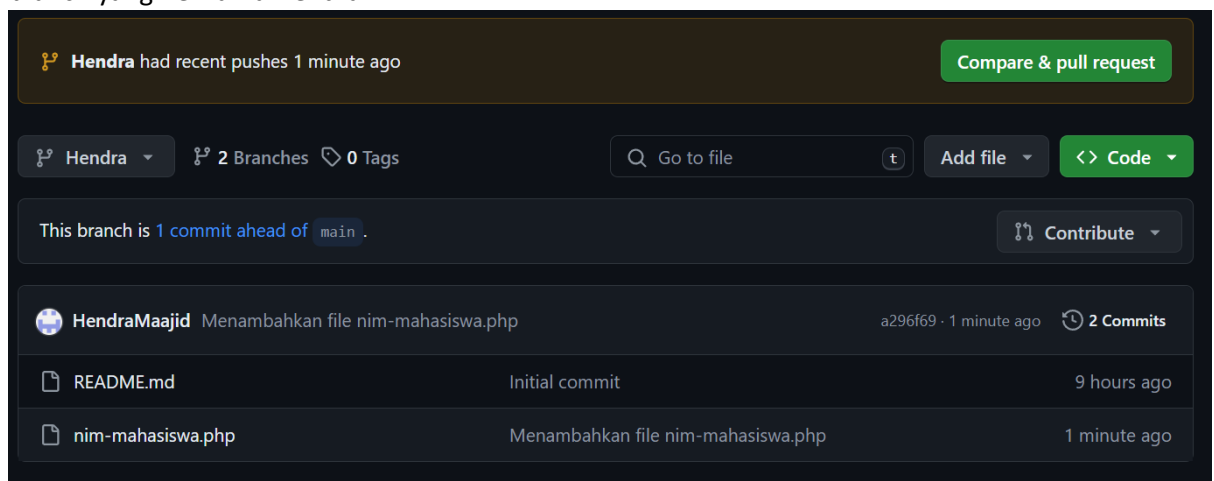 Hendra had recent pushes 1 minute ago
Compare & pull request
Hendra
2 Branches
0 Tags
Go to file
t
Add file
<> Code
This branch is 1 commit ahead of main .
Contribute
HendraMaajid Menambahkan file nim-mahasiswa.php
a296f69 · 1 minute ago
2 Commits
README.md
Initial commit
9 hours ago
nim-mahasiswa.php
Menambahkan file nim-mahasiswa.php
1 minute ago